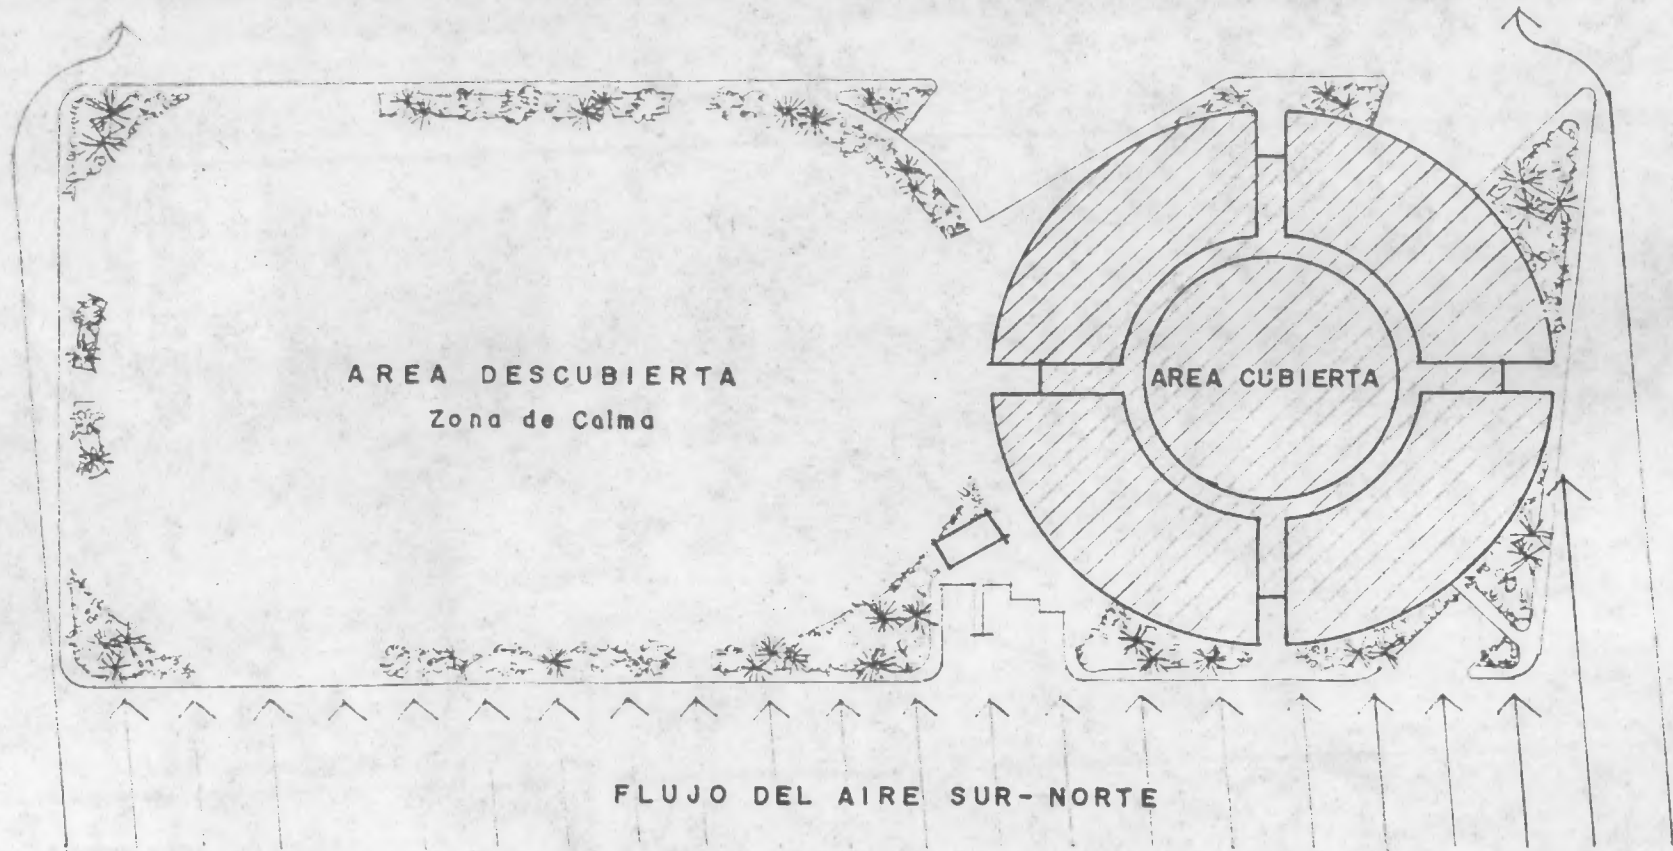 AREA DESCUBIERTA
Zona de Calma
AREA CUBIERTA
FLUJO DEL AIRE SUR-NORTE